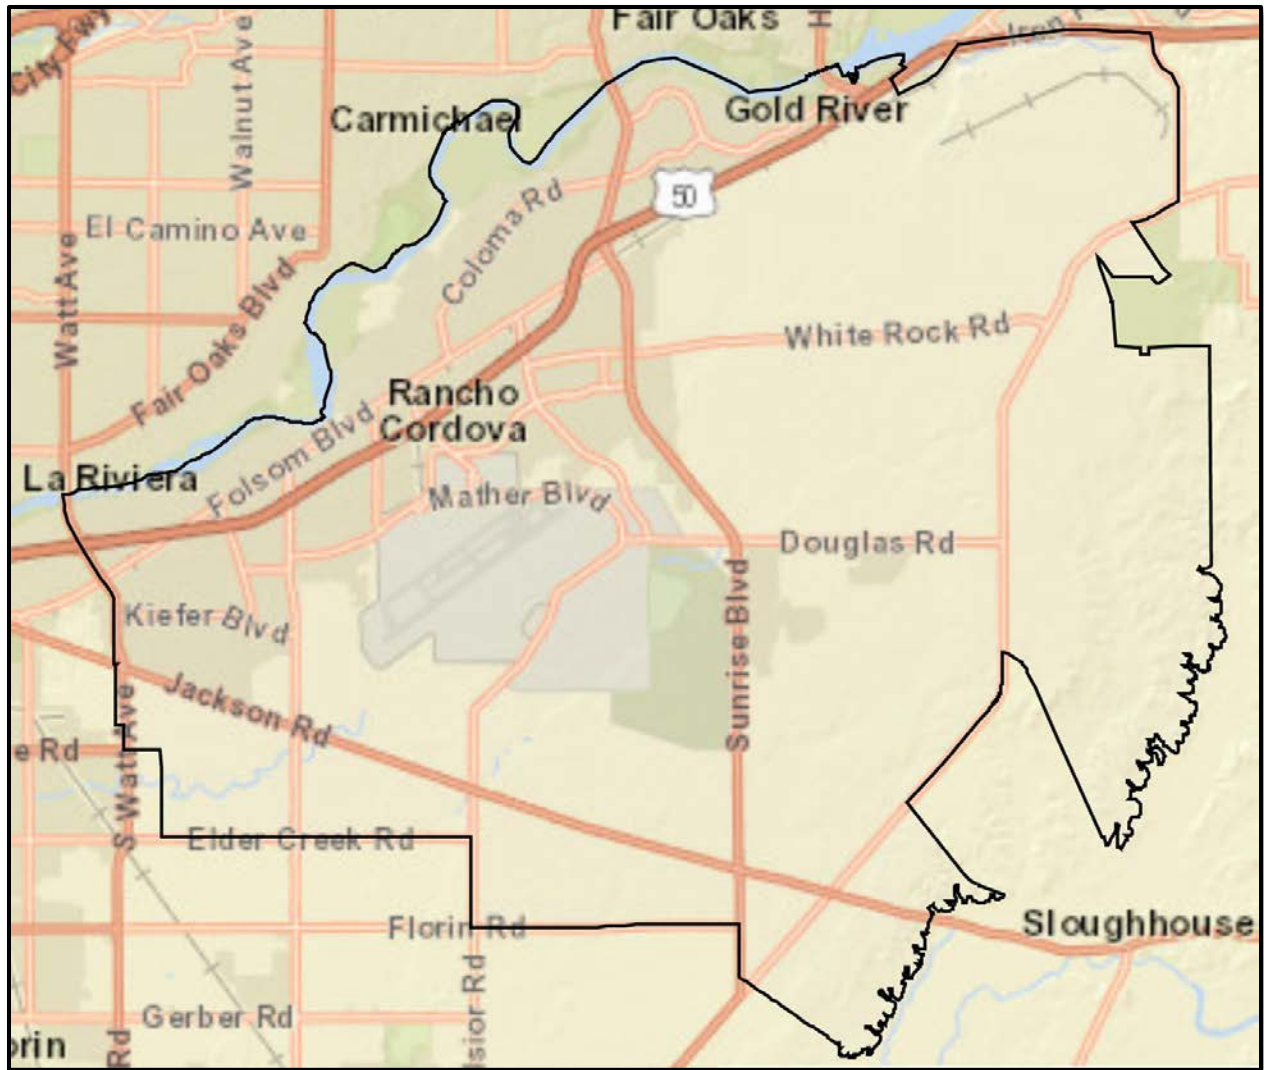 Fair Oaks
H
City Fwy
Walnut Ave
Carmichael
Gold River
50
El Camino Ave
Coloma Rd
Watt Ave
Fair Oaks Blvd
White Rock Rd
Rancho
Cordova
La Riviera
Folsom Blvd
Mather Blvd
Douglas Rd
Kiefer Blvd
Sunrise Blvd
Jackson Rd
e Rd
S Watt Ave
Elder Creek Rd
Florin Rd
Sloughhouse
Gerber Rd
lsior Rd
orin
Rd